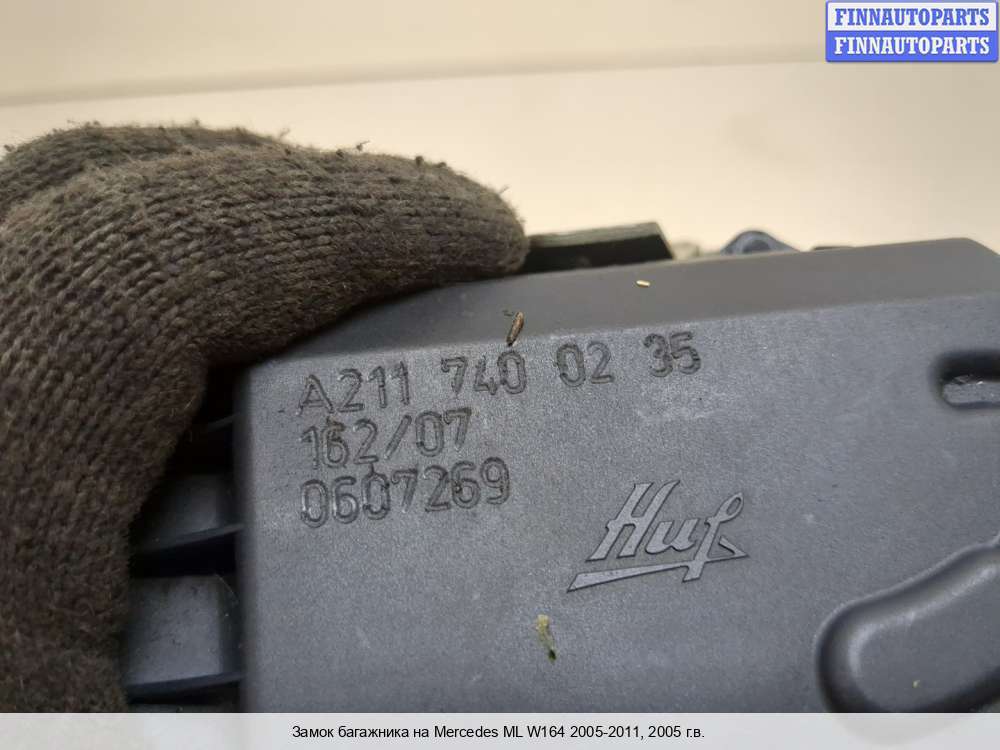 FINNAUTOPARTS
FINNAUTOPARTS
A211 740 02 35
162/07
0607269
Huf
Замок багажника на Mercedes ML W164 2005-2011, 2005 г.в.